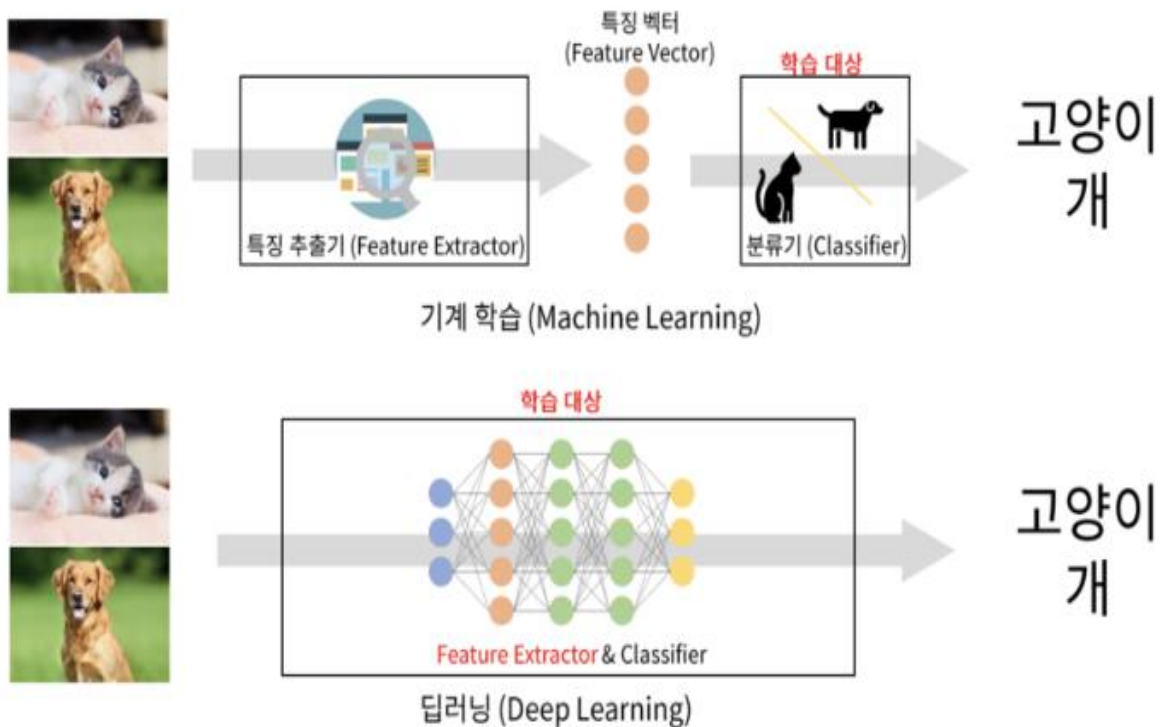 특징 벡터
(Feature Vector)
학습 대상
특징 추출기 (Feature Extractor)
분류기 (Classifier)
고양이
개
기계 학습 (Machine Learning)
학습 대상
Feature Extractor & Classifier
고양이
개
딥러닝 (Deep Learning)